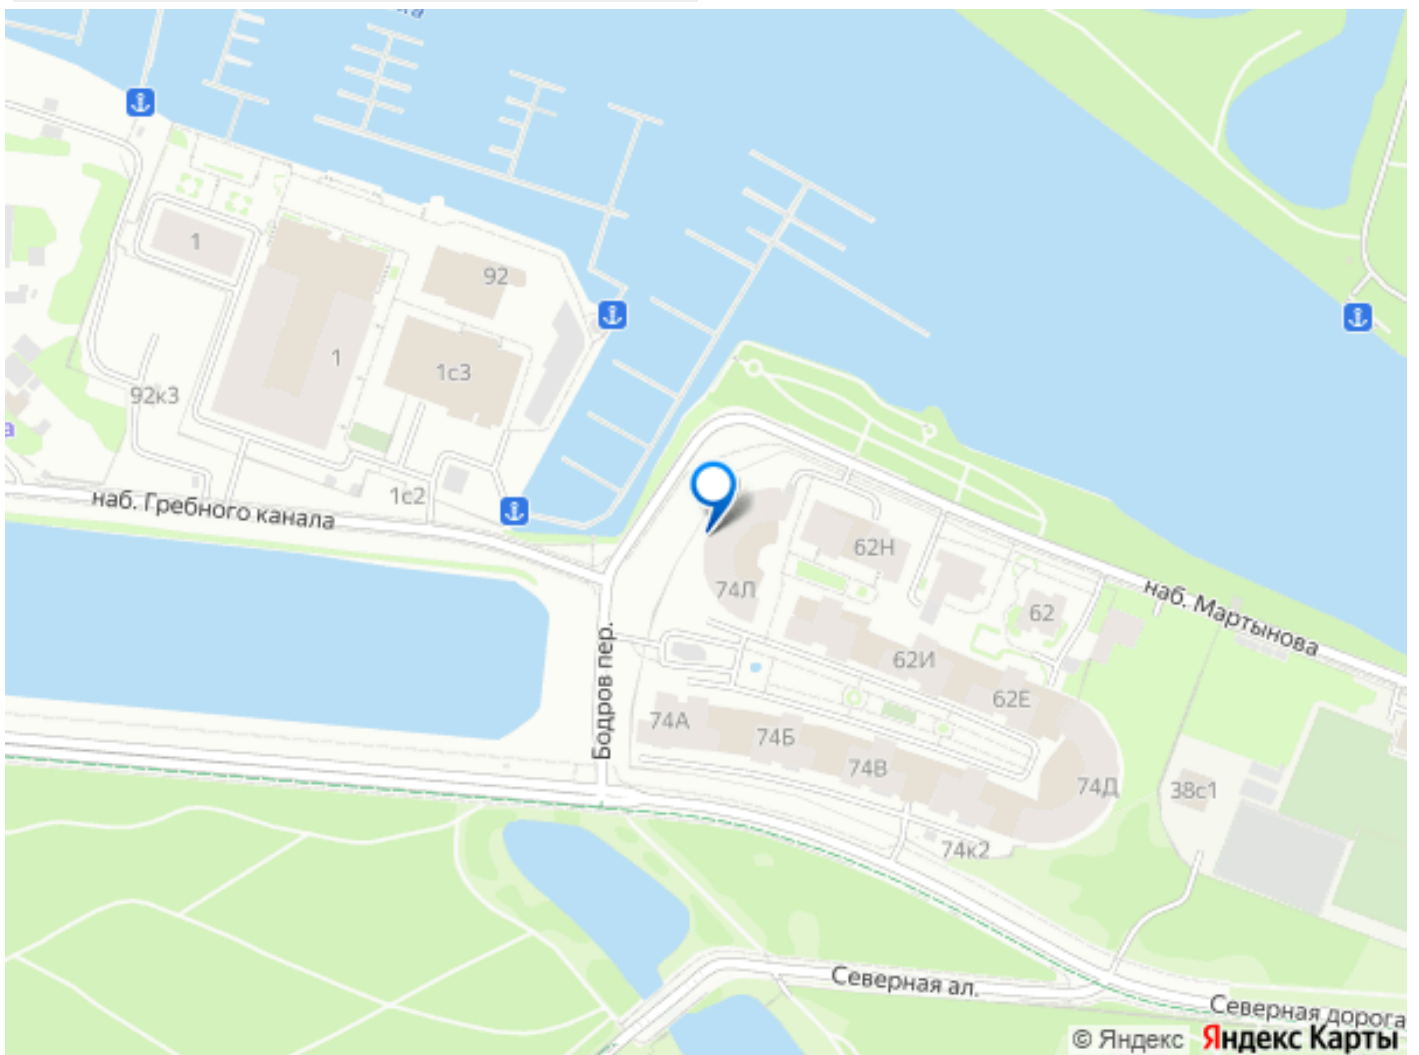 1
92
1
1с3
92к3
а
1с2
наб. Гребного канала
62Н
74Л
наб. Мартынова
62
Бодров пер.
62И
62Е
74А
74Б
74В
74Д
38с1
74к2
Северная ал.
Северная дорога
© Яндекс Яндекс Карты